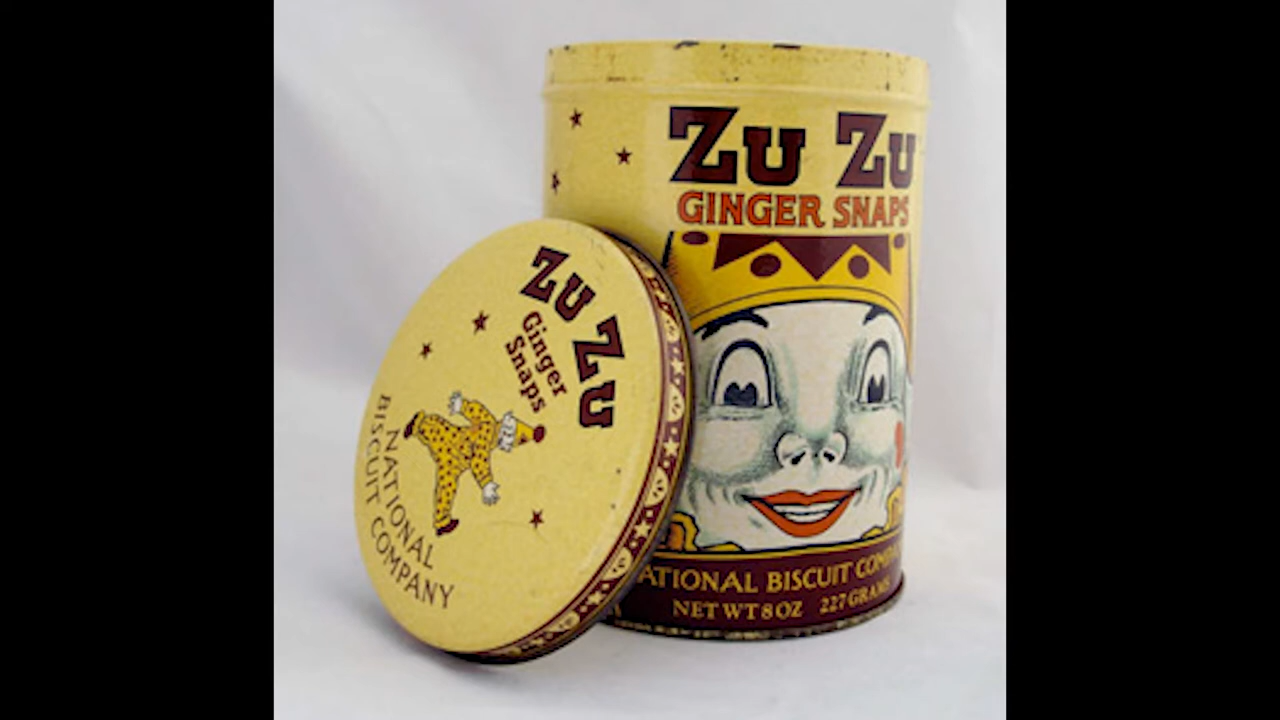 ZU ZU
GINGER SNAPS
ATIONAL BISCUIT COMPA
NET WT 8 OZ 227 GRAMS
ZU ZU
Ginger
Snaps
NATIONAL
BISCUIT COMPANY